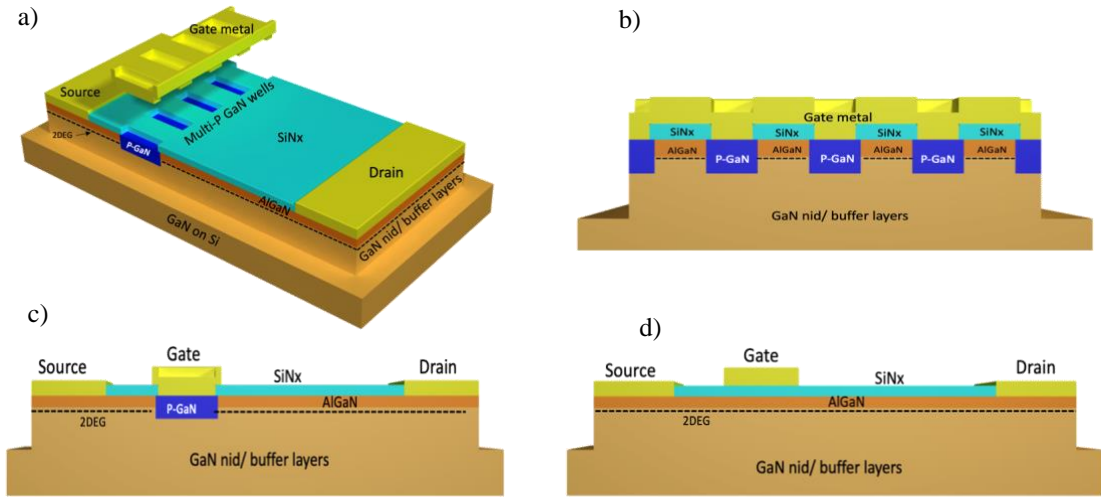 a)
Gate metal
Source
Multi-P GaN wells
SiNx
2DEG
P-GaN
Drain
AlGaN
GaN nid/ buffer layers
GaN on Si
b)
Gate metal
SiNx SiNx SiNx SiNx
AlGaN AlGaN AlGaN AlGaN
P-GaN P-GaN P-GaN
GaN nid/ buffer layers
c)
Gate
Source SiNx Drain
AlGaN
P-GaN
2DEG
GaN nid/ buffer layers
d)
Gate
Source SiNx Drain
AlGaN
2DEG
GaN nid/ buffer layers